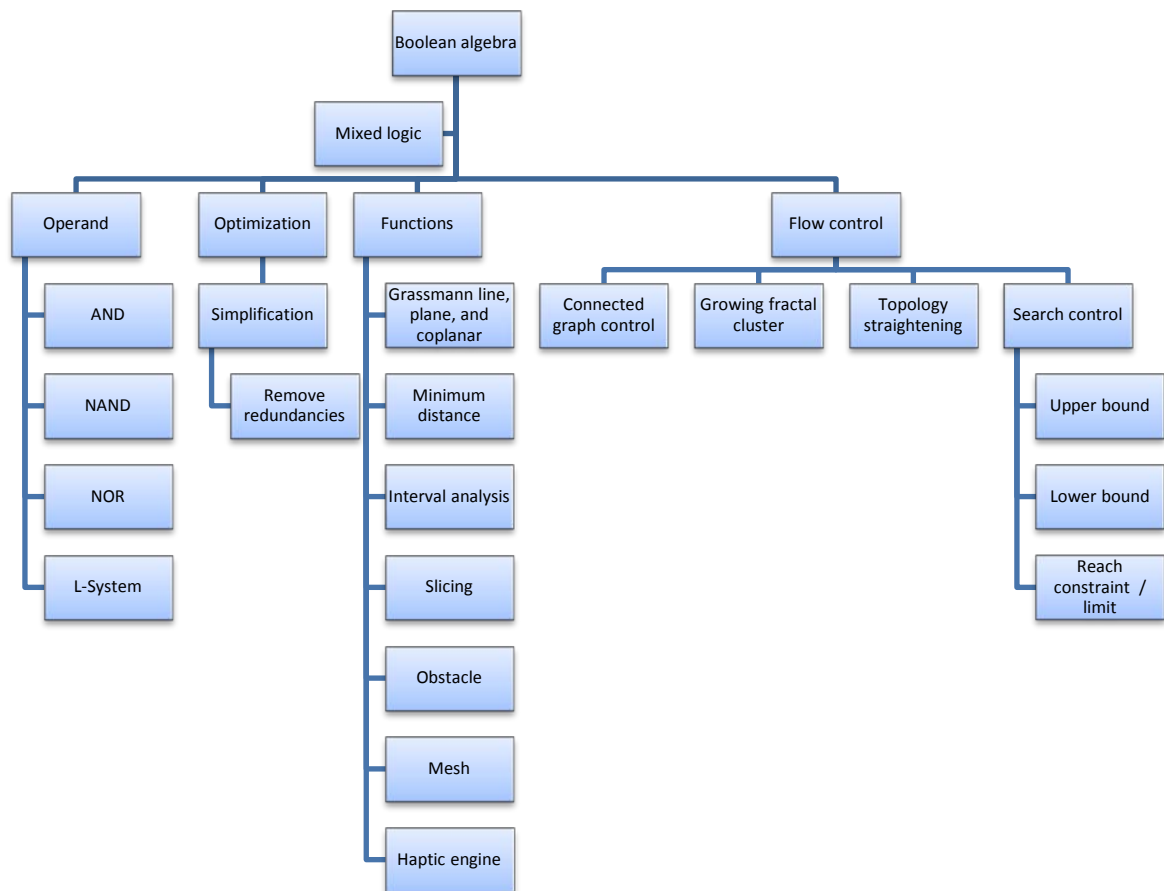 Boolean algebra
Mixed logic
Operand
Optimization
Functions
Flow control
AND
NAND
NOR
L-System
Simplification
Remove
redundancies
Grassmann line,
plane, and
coplanar
Minimum
distance
Interval analysis
Slicing
Obstacle
Mesh
Haptic engine
Connected
graph control
Growing fractal
cluster
Topology
straightening
Search control
Upper bound
Lower bound
Reach
constraint /
limit